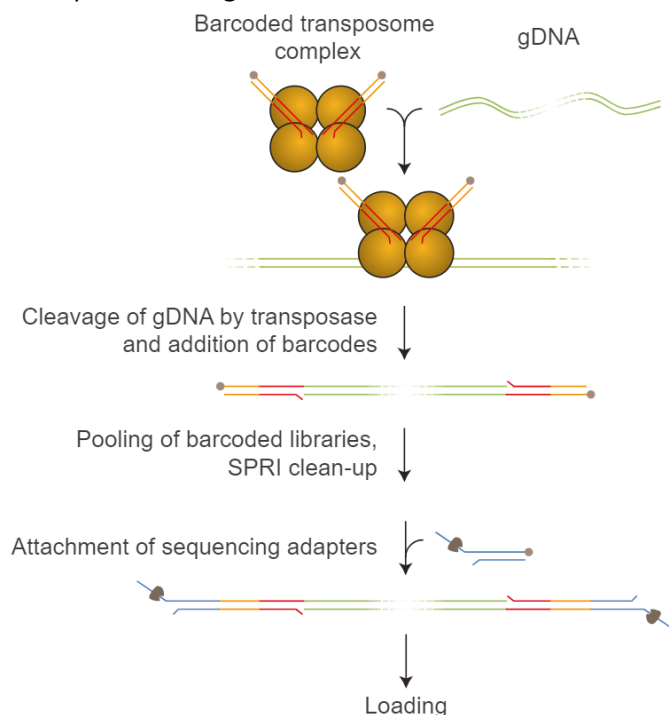 Barcoded transposome
complex
gDNA
Cleavage of gDNA by transposase
and addition of barcodes
Pooling of barcoded libraries,
SPRI clean-up
Attachment of sequencing adapters
Loading